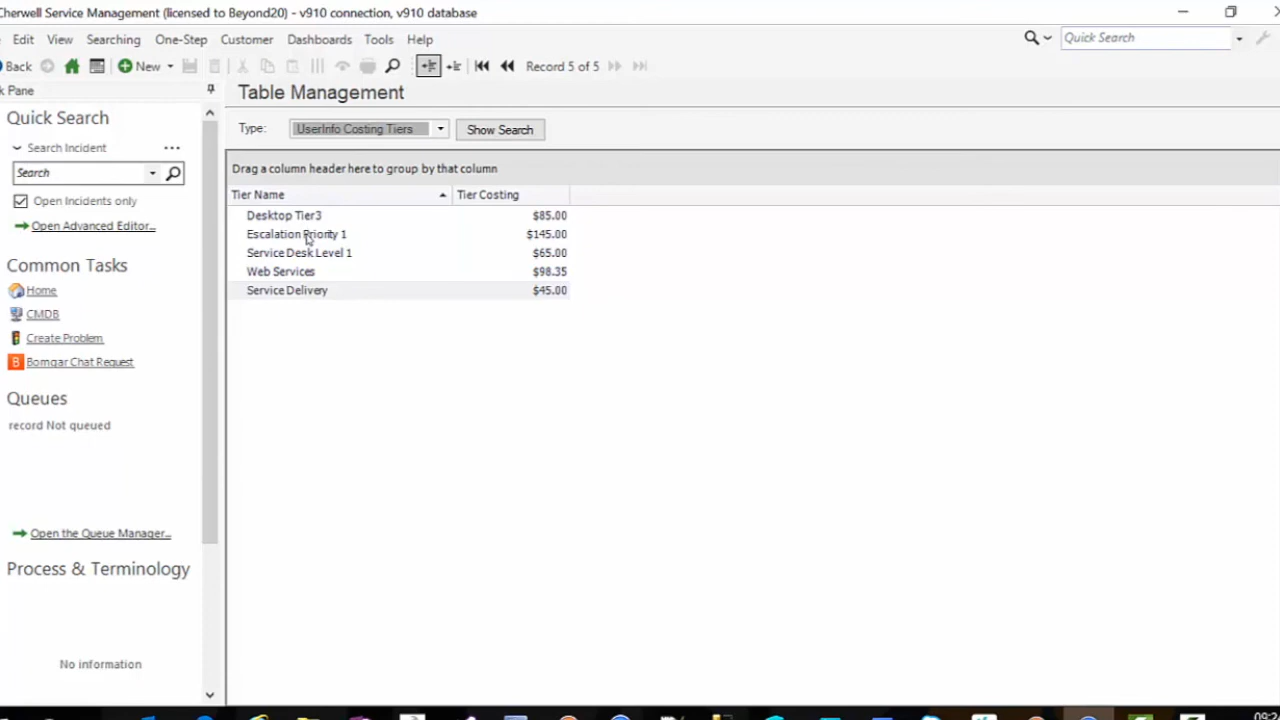 Cherwell Service Management (licensed to Beyond20) - v910 connection, v910 database
Edit View Searching One-Step Customer Dashboards Tools Help
Quick Search
Back New Record 5 of 5
k Pane
Table Management
Quick Search
Type: UserInfo Costing Tiers Show Search
Search Incident
Search
Drag a column header here to group by that column
Tier Name Tier Costing
Open Incidents only
Desktop Tier3 $85.00
Open Advanced Editor...
Escalation Priority 1 $145.00
Service Desk Level 1 $65.00
Common Tasks
Web Services $98.35
Home
Service Delivery $45.00
CMDB
Create Problem
B Bomgar Chat Request
Queues
record Not queued
Open the Queue Manager...
Process & Terminology
No information